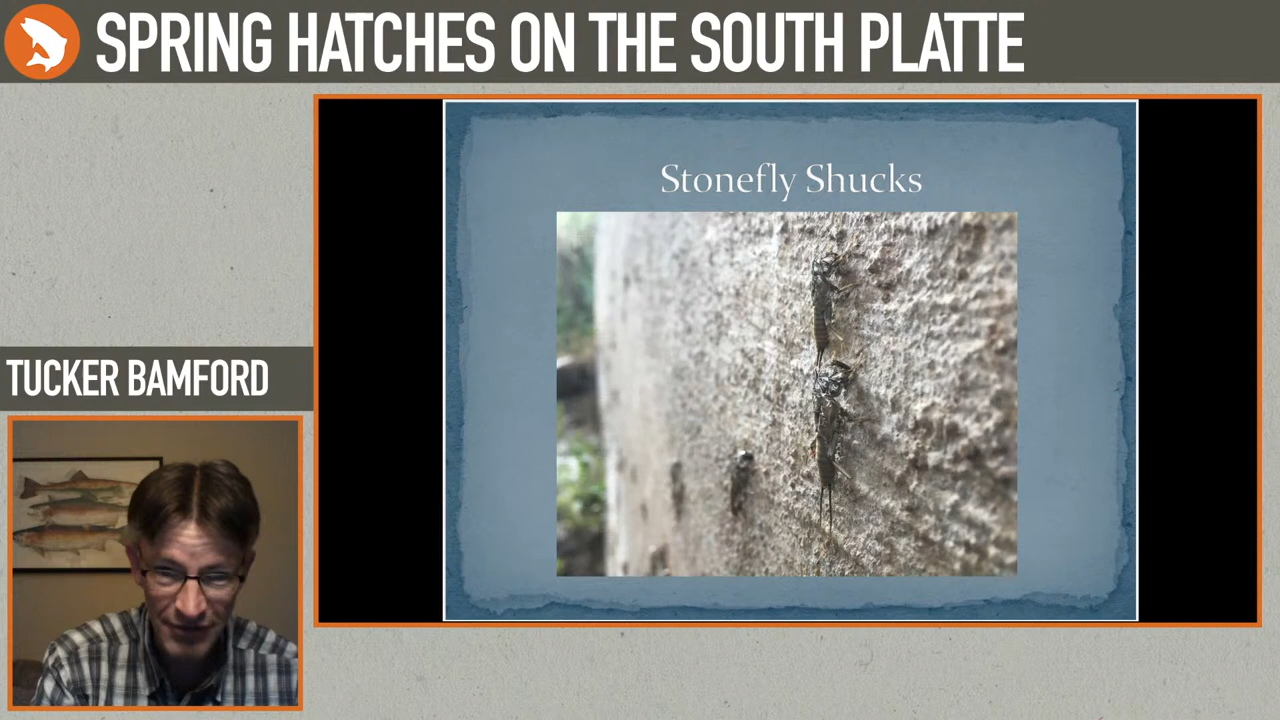 SPRING HATCHES ON THE SOUTH PLATTE
Stonefly Shucks
TUCKER BAMFORD